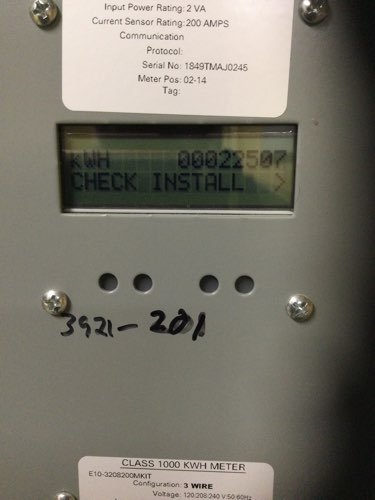 Input Power Rating: 2 VA
Current Sensor Rating: 200 AMPS
Communication
Protocol:
Serial No: 1849TMAJ0245
Meter Pos: 02-14
Tag:
kWH 00022507
CHECK INSTALL >
3921-201
CLASS 1000 KWH METER
E10-3208200MKIT
Configuration: 3 WIRE
Voltage: 120:208:240 V:50:60Hz